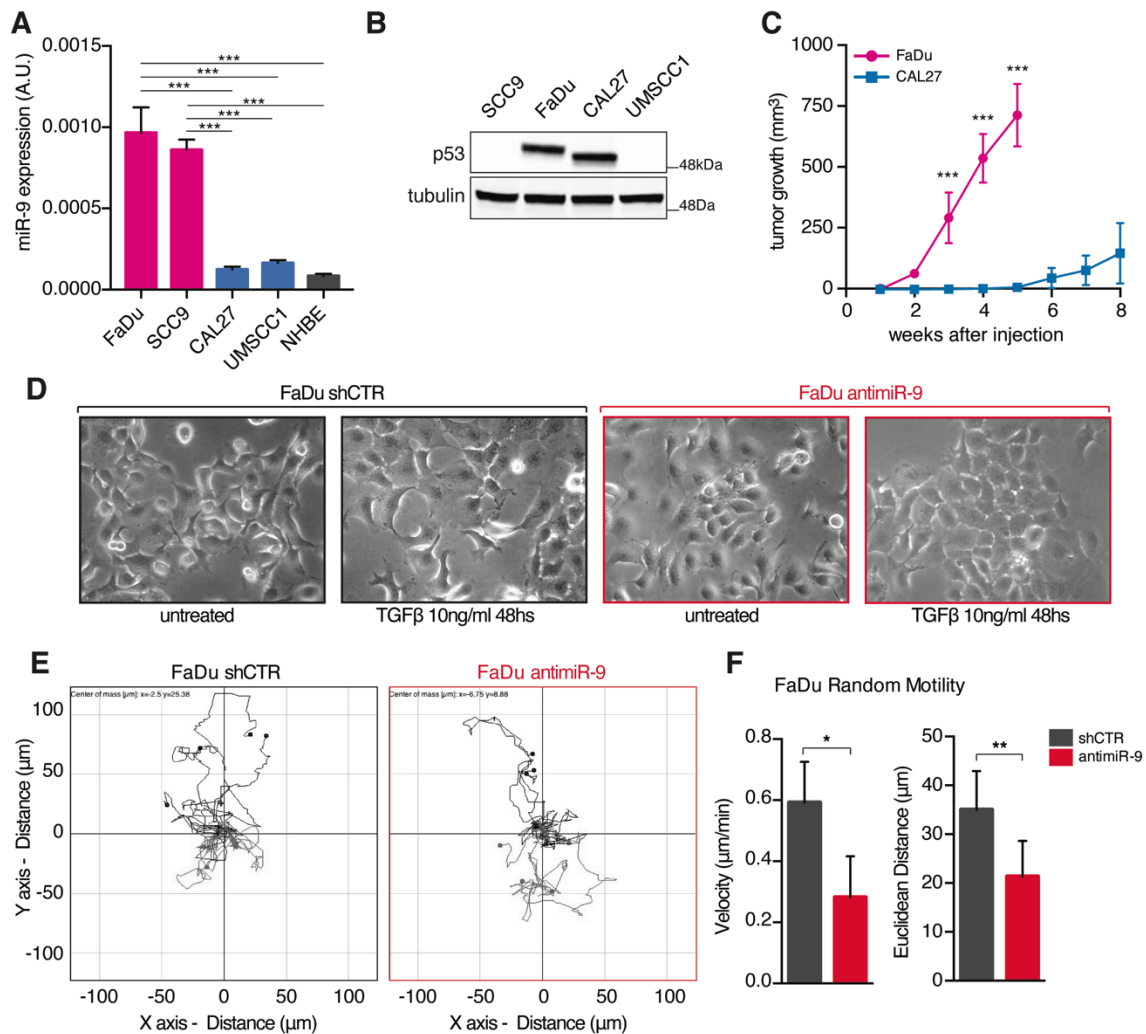 A
0.0015
0.0010
0.0005
0.0000
miR-9 expression (A.U.)
***
***
***
***
***
***
FaDu
SCC9
CAL27
UMSCC1
NHBE
B
SCC9
FaDu
CAL27
UMSCC1
p53
48kDa
tubulin
48Da
C
FaDu
CAL27
1000
750
500
250
0
tumor growth (mm³)
***
***
***
0 2 4 6 8
weeks after injection
D
FaDu shCTR
FaDu antimiR-9
untreated
TGFβ 10ng/ml 48hs
untreated
TGFβ 10ng/ml 48hs
E
FaDu shCTR
Center of mass [µm]: x=-2.5 y=25.38
100
50
0
-50
-100
Y axis - Distance (µm)
-100 -50 0 50 100
X axis - Distance (µm)
FaDu antimiR-9
Center of mass [µm]: x=-6.75 y=8.88
-100 -50 0 50 100
X axis - Distance (µm)
F
FaDu Random Motility
0.8
0.6
0.4
0.2
0.0
Velocity (µm/min)
*
50
40
30
20
10
0
Euclidean Distance (µm)
**
shCTR
antimiR-9